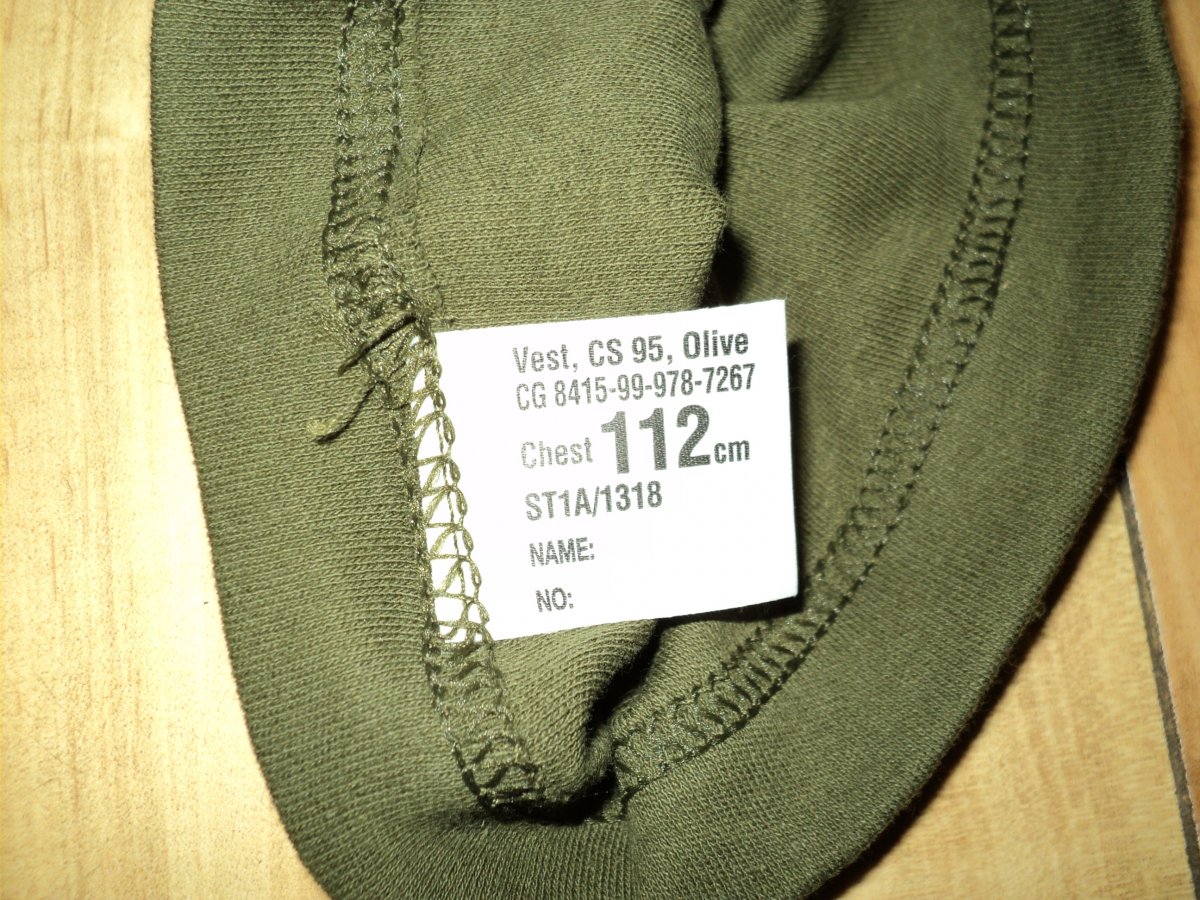 Vest, CS 95, Olive
CG 8415-99-978-7267
Chest 112cm
ST1A/1318
NAME:
NO: